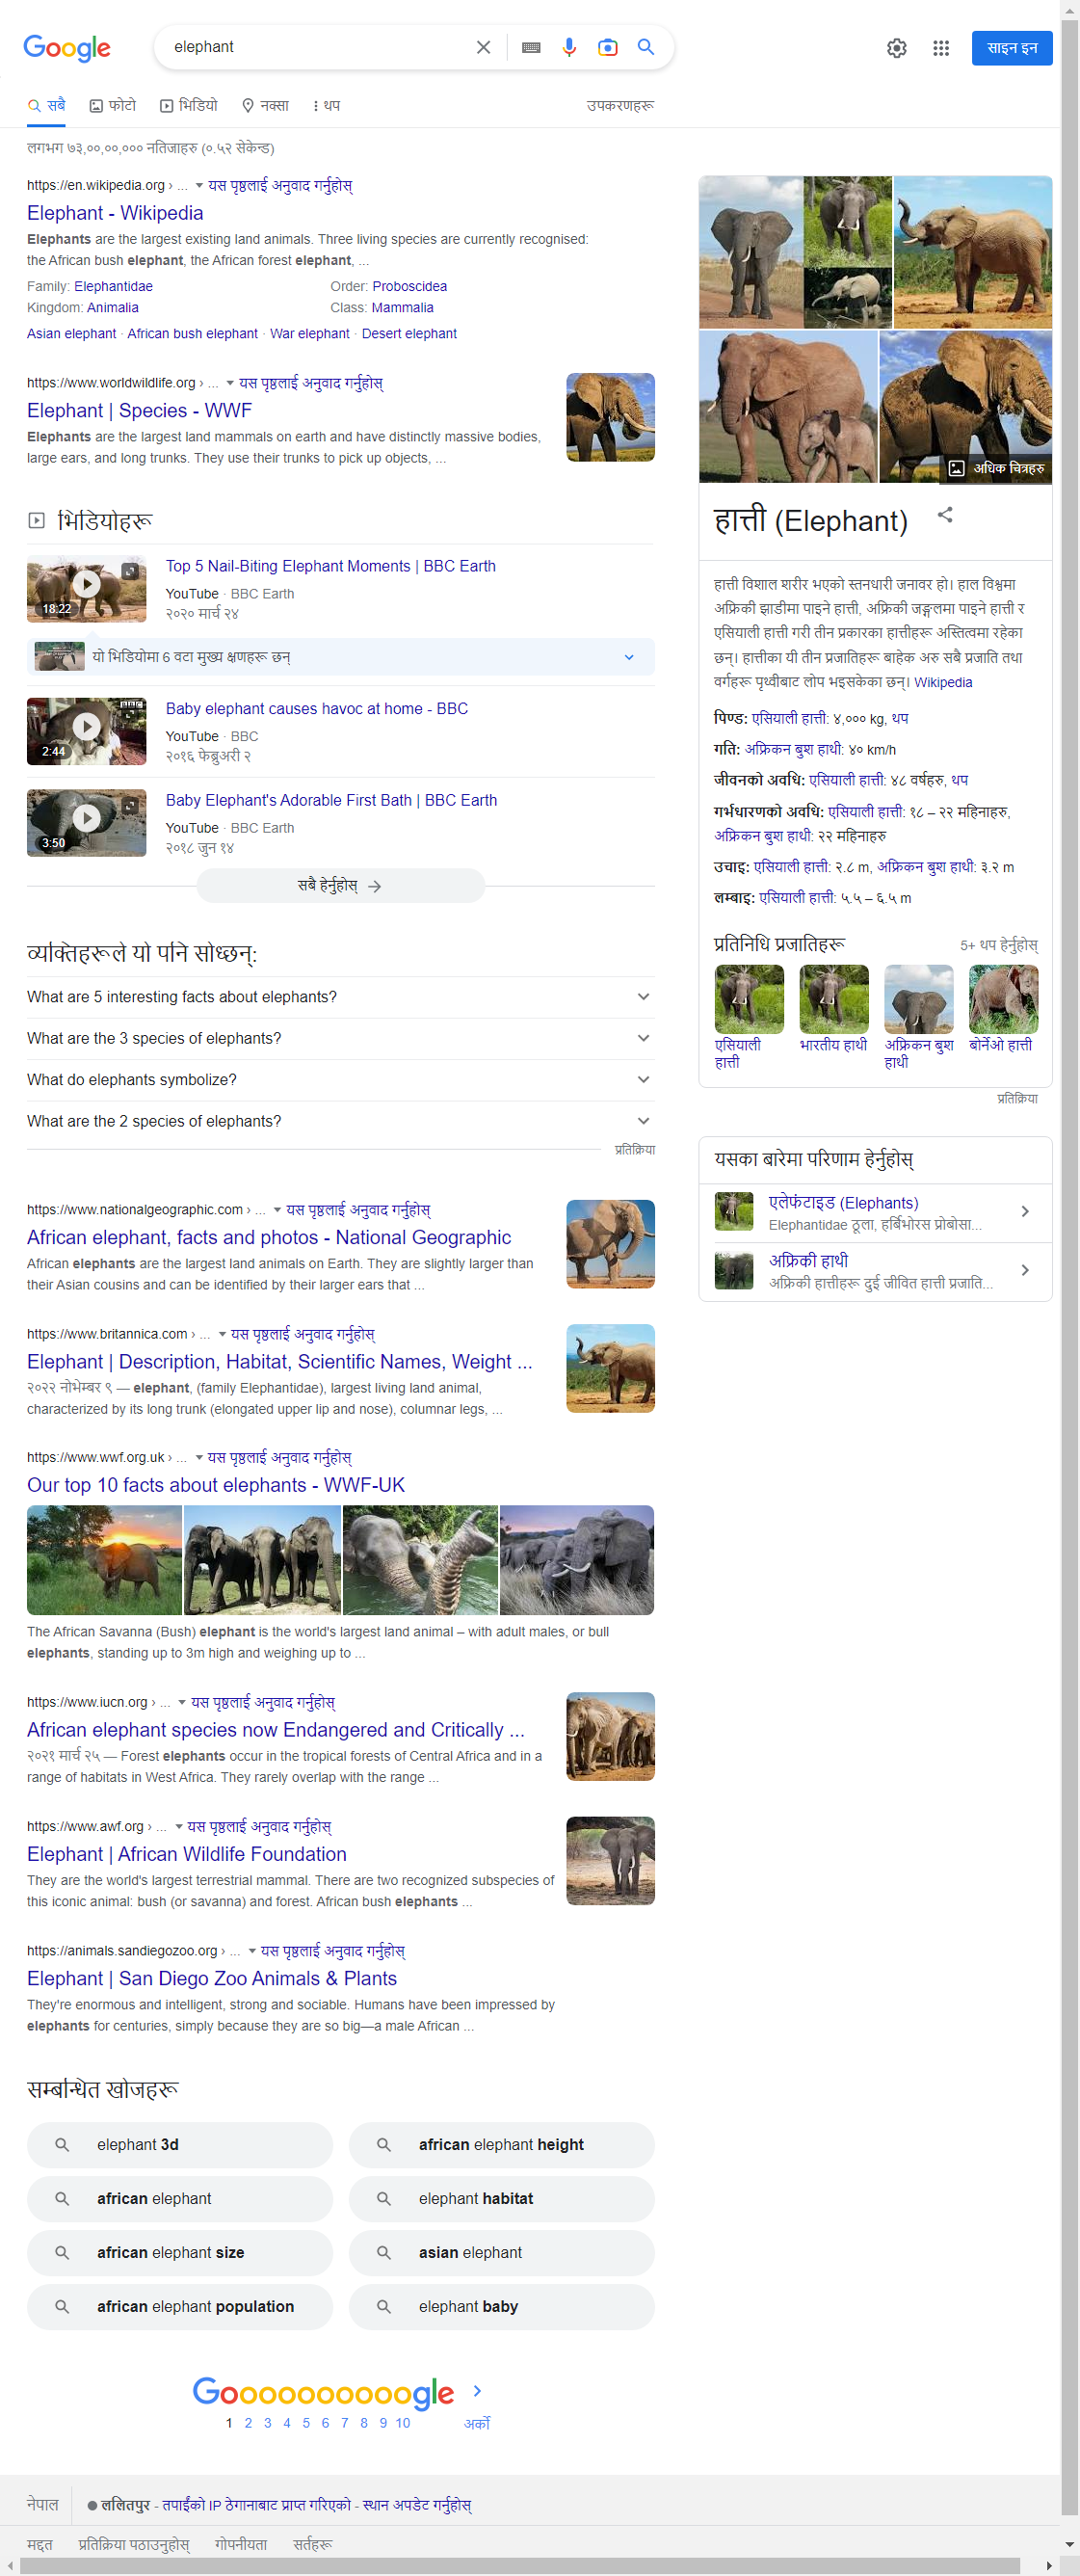 Google
elephant
साइन इन
सबै
फोटो
भिडियो
नक्सा
थप
उपकरणहरू
लगभग ७३,००,००,००० नतिजाहरु (०.५२ सेकेन्ड)
https://en.wikipedia.org › ... यस पृष्ठलाई अनुवाद गर्नुहोस्
Elephant - Wikipedia
Elephants are the largest existing land animals. Three living species are currently recognised:
the African bush elephant, the African forest elephant, ...
Family: Elephantidae
Order: Proboscidea
Kingdom: Animalia
Class: Mammalia
Asian elephant · African bush elephant · War elephant · Desert elephant
https://www.worldwildlife.org › ... यस पृष्ठलाई अनुवाद गर्नुहोस्
Elephant | Species - WWF
Elephants are the largest land mammals on earth and have distinctly massive bodies,
large ears, and long trunks. They use their trunks to pick up objects, ...
भिडियोहरू
18:22
Top 5 Nail-Biting Elephant Moments | BBC Earth
YouTube · BBC Earth
२०२० मार्च २४
यो भिडियोमा 6 वटा मुख्य क्षणहरू छन्
BBC
2:44
Baby elephant causes havoc at home - BBC
YouTube · BBC
२०१६ फेब्रुअरी २
3:50
Baby Elephant's Adorable First Bath | BBC Earth
YouTube · BBC Earth
२०१८ जुन १४
सबै हेर्नुहोस्
व्यक्तिहरूले यो पनि सोध्छन्:
What are 5 interesting facts about elephants?
What are the 3 species of elephants?
What do elephants symbolize?
What are the 2 species of elephants?
प्रतिक्रिया
https://www.nationalgeographic.com › ... यस पृष्ठलाई अनुवाद गर्नुहोस्
African elephant, facts and photos - National Geographic
African elephants are the largest land animals on Earth. They are slightly larger than
their Asian cousins and can be identified by their larger ears that ...
https://www.britannica.com › ... यस पृष्ठलाई अनुवाद गर्नुहोस्
Elephant | Description, Habitat, Scientific Names, Weight ...
२०२२ नोभेम्बर ९ — elephant, (family Elephantidae), largest living land animal,
characterized by its long trunk (elongated upper lip and nose), columnar legs, ...
https://www.wwf.org.uk › ... यस पृष्ठलाई अनुवाद गर्नुहोस्
Our top 10 facts about elephants - WWF-UK
The African Savanna (Bush) elephant is the world's largest land animal – with adult males, or bull
elephants, standing up to 3m high and weighing up to ...
https://www.iucn.org › ... यस पृष्ठलाई अनुवाद गर्नुहोस्
African elephant species now Endangered and Critically ...
२०२१ मार्च २५ — Forest elephants occur in the tropical forests of Central Africa and in a
range of habitats in West Africa. They rarely overlap with the range ...
https://www.awf.org › ... यस पृष्ठलाई अनुवाद गर्नुहोस्
Elephant | African Wildlife Foundation
They are the world's largest terrestrial mammal. There are two recognized subspecies of
this iconic animal: bush (or savanna) and forest. African bush elephants ...
https://animals.sandiegozoo.org › ... यस पृष्ठलाई अनुवाद गर्नुहोस्
Elephant | San Diego Zoo Animals & Plants
They're enormous and intelligent, strong and sociable. Humans have been impressed by
elephants for centuries, simply because they are so big—a male African ...
सम्बन्धित खोजहरू
elephant 3d
african elephant height
african elephant
elephant habitat
african elephant size
asian elephant
african elephant population
elephant baby
Goooooooooogle
1 2 3 4 5 6 7 8 9 10 अर्को
अधिक चित्रहरु
हात्ती (Elephant)
हात्ती विशाल शरीर भएको स्तनधारी जनावर हो। हाल विश्वमा
अफ्रिकी झाडीमा पाइने हात्ती, अफ्रिकी जङ्गलमा पाइने हात्ती र
एसियाली हात्ती गरी तीन प्रकारका हात्तीहरू अस्तित्वमा रहेका
छन्। हात्तीका यी तीन प्रजातिहरू बाहेक अरु सबै प्रजाति तथा
वर्गहरू पृथ्वीबाट लोप भइसकेका छन्। Wikipedia
पिण्ड: एसियाली हात्ती: ४,००० kg, थप
गति: अफ्रिकन बुश हाथी: ४० km/h
जीवनको अवधि: एसियाली हात्ती: ४८ वर्षहरु, थप
गर्भधारणको अवधि: एसियाली हात्ती: १८ – २२ महिनाहरु,
अफ्रिकन बुश हाथी: २२ महिनाहरु
उचाइ: एसियाली हात्ती: २.८ m, अफ्रिकन बुश हाथी: ३.२ m
लम्बाइ: एसियाली हात्ती: ५.५ – ६.५ m
प्रतिनिधि प्रजातिहरू
5+ थप हेर्नुहोस्
एसियाली हात्ती
भारतीय हाथी
अफ्रिकन बुश हाथी
बोर्नेओ हात्ती
प्रतिक्रिया
यसका बारेमा परिणाम हेर्नुहोस्
एलेफंटाइड (Elephants)
Elephantidae ठूला, हर्बिभोरस प्रोबोसा...
अफ्रिकी हाथी
अफ्रिकी हात्तीहरू दुई जीवित हात्ती प्रजाति...
नेपाल
ललितपुर - तपाईंको IP ठेगानाबाट प्राप्त गरिएको - स्थान अपडेट गर्नुहोस्
मद्दत
प्रतिक्रिया पठाउनुहोस्
गोपनीयता
सर्तहरू